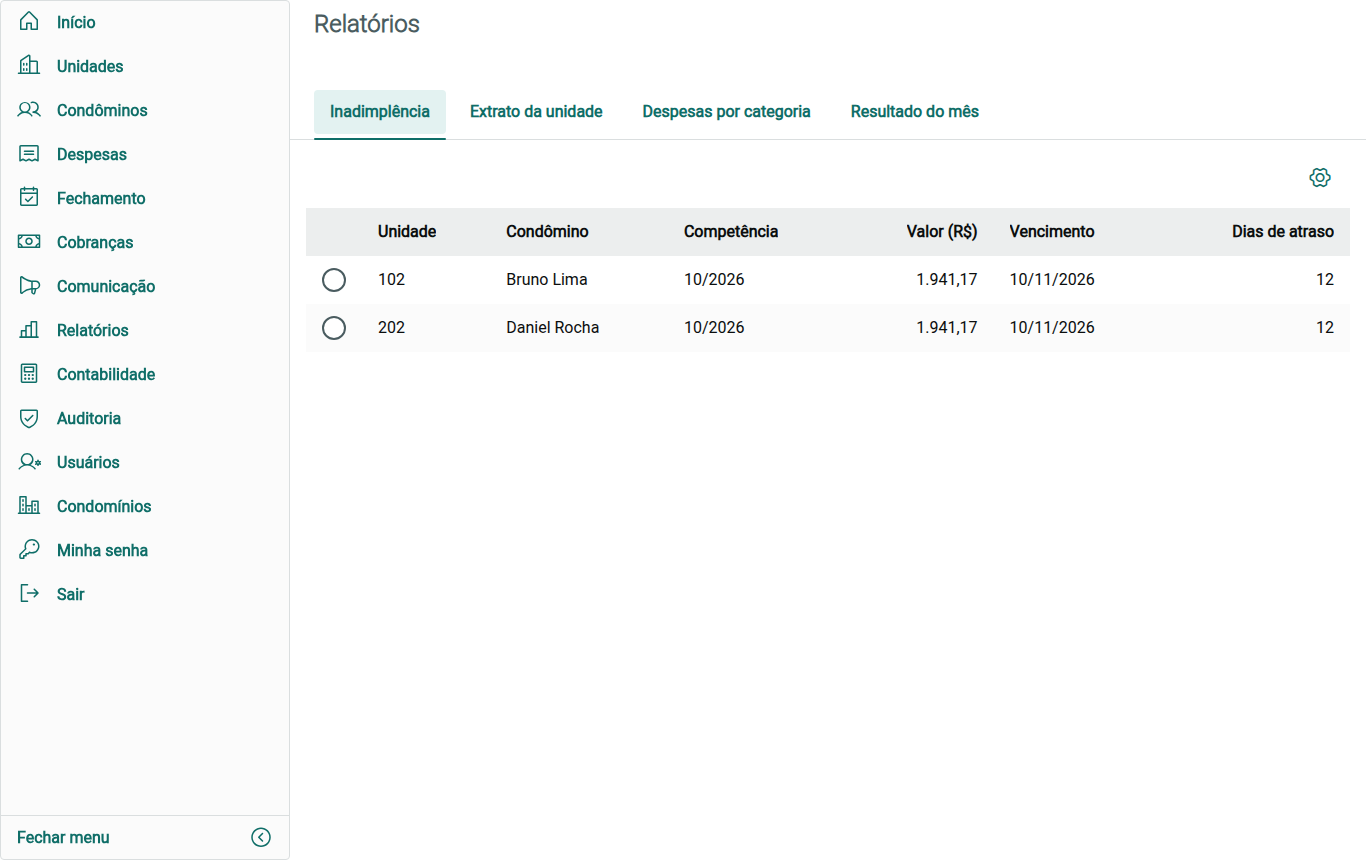 Início
Unidades
Condôminos
Despesas
Fechamento
Cobranças
Comunicação
Relatórios
Contabilidade
Auditoria
Usuários
Condomínios
Minha senha
Sair
Fechar menu
Relatórios
Inadimplência Extrato da unidade Despesas por categoria Resultado do mês
Unidade Condômino Competência Valor (R$) Vencimento Dias de atraso
102 Bruno Lima 10/2026 1.941,17 10/11/2026 12
202 Daniel Rocha 10/2026 1.941,17 10/11/2026 12